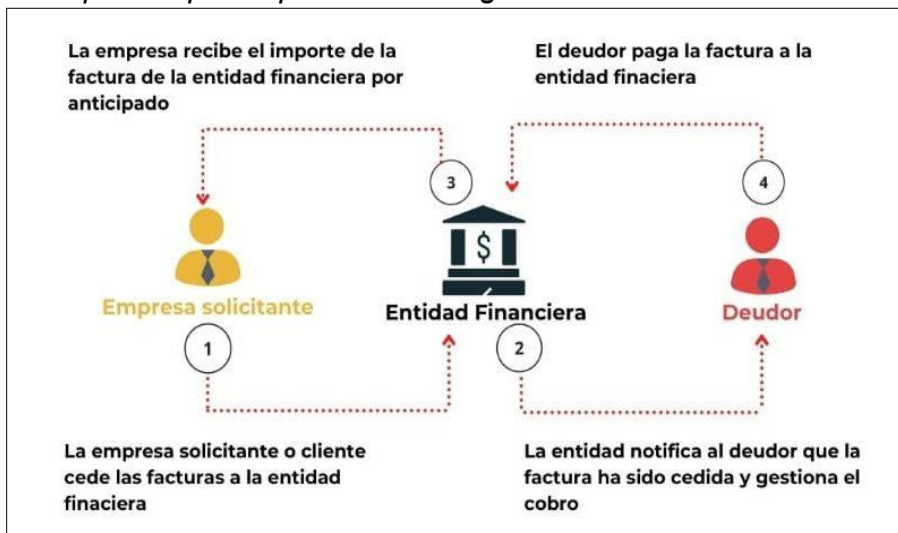 La empresa recibe el importe de la
factura de la entidad financiera por
anticipado
El deudor paga la factura a la
entidad finaciera
3
4
$
Empresa solicitante
Entidad Financiera
Deudor
1
2
La empresa solicitante o cliente
cede las facturas a la entidad
finaciera
La entidad notifica al deudor que la
factura ha sido cedida y gestiona el
cobro